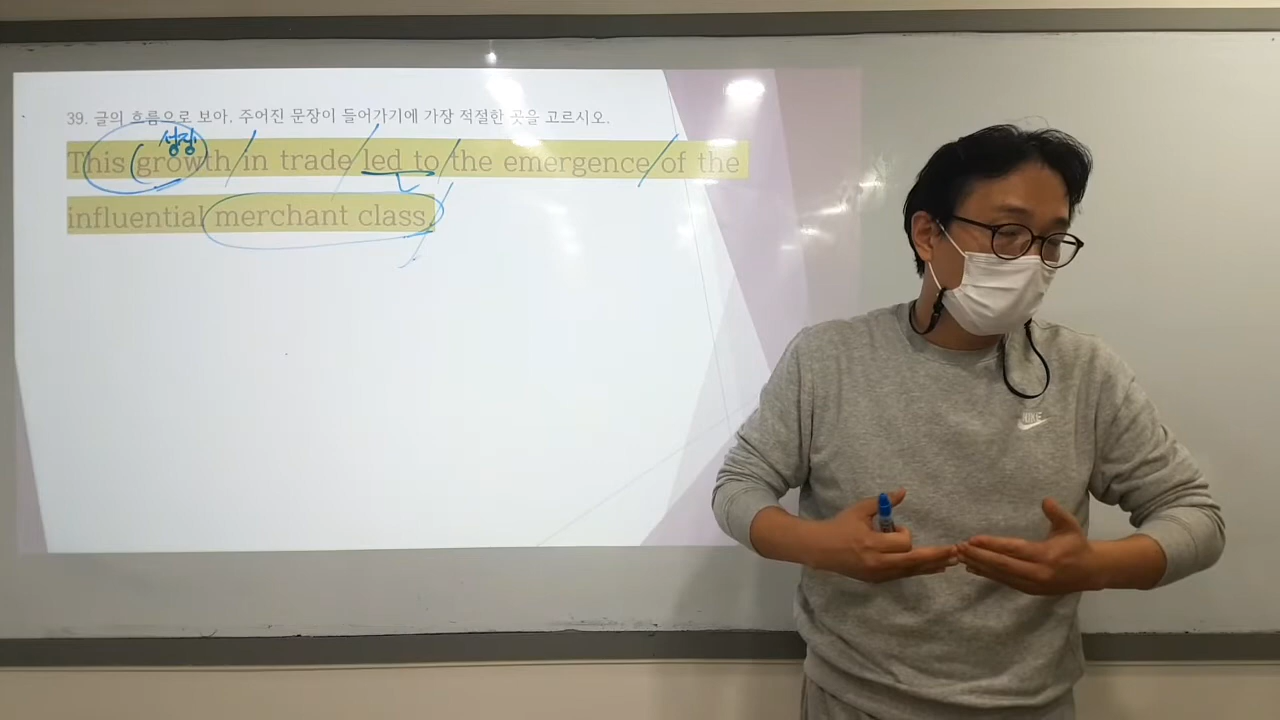 39. 글의 흐름으로 보아, 주어진 문장이 들어가기에 가장 적절한 곳을 고르시오.
성장
This growth in trade led to the emergence of the
influential merchant class.
NIKE